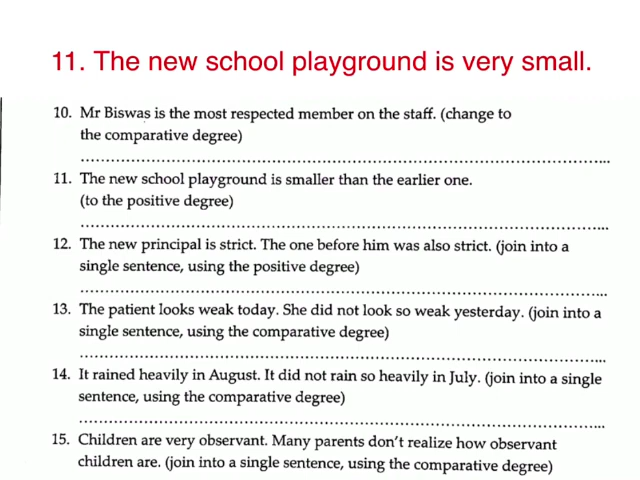 11. The new school playground is very small.
10. Mr Biswas is the most respected member on the staff. (change to
the comparative degree)
11. The new school playground is smaller than the earlier one.
(to the positive degree)
12. The new principal is strict. The one before him was also strict. (join into a
single sentence, using the positive degree)
13. The patient looks weak today. She did not look so weak yesterday. (join into a
single sentence, using the comparative degree)
14. It rained heavily in August. It did not rain so heavily in July. (join into a single
sentence, using the comparative degree)
15. Children are very observant. Many parents don't realize how observant
children are. (join into a single sentence, using the comparative degree)